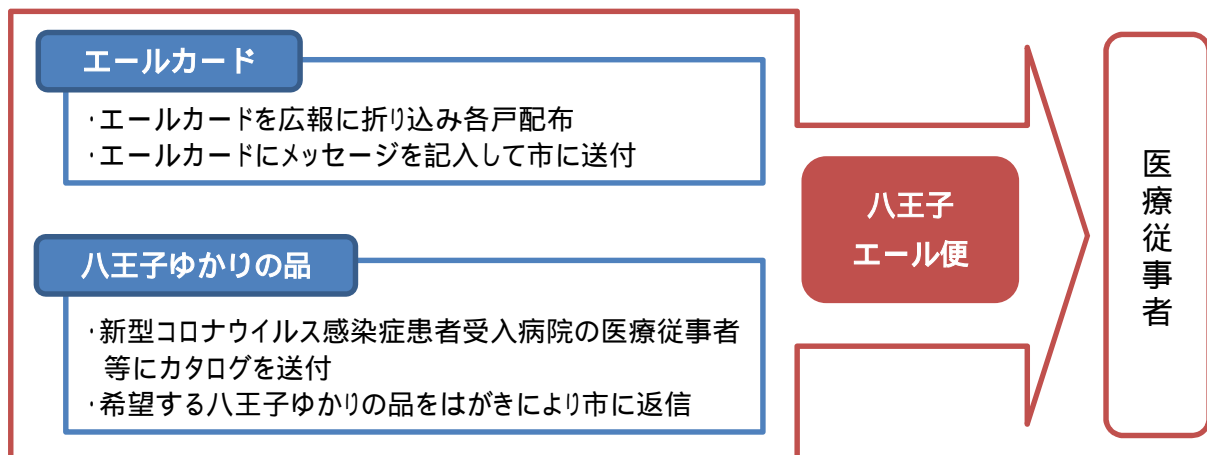 エールカード
・エールカードを広報に折り込み各戸配布
・エールカードにメッセージを記入して市に送付
八王子ゆかりの品
・新型コロナウイルス感染症患者受入病院の医療従事者
等にカタログを送付
・希望する八王子ゆかりの品をはがきにより市に返信
八王子
エール便
医療従事者